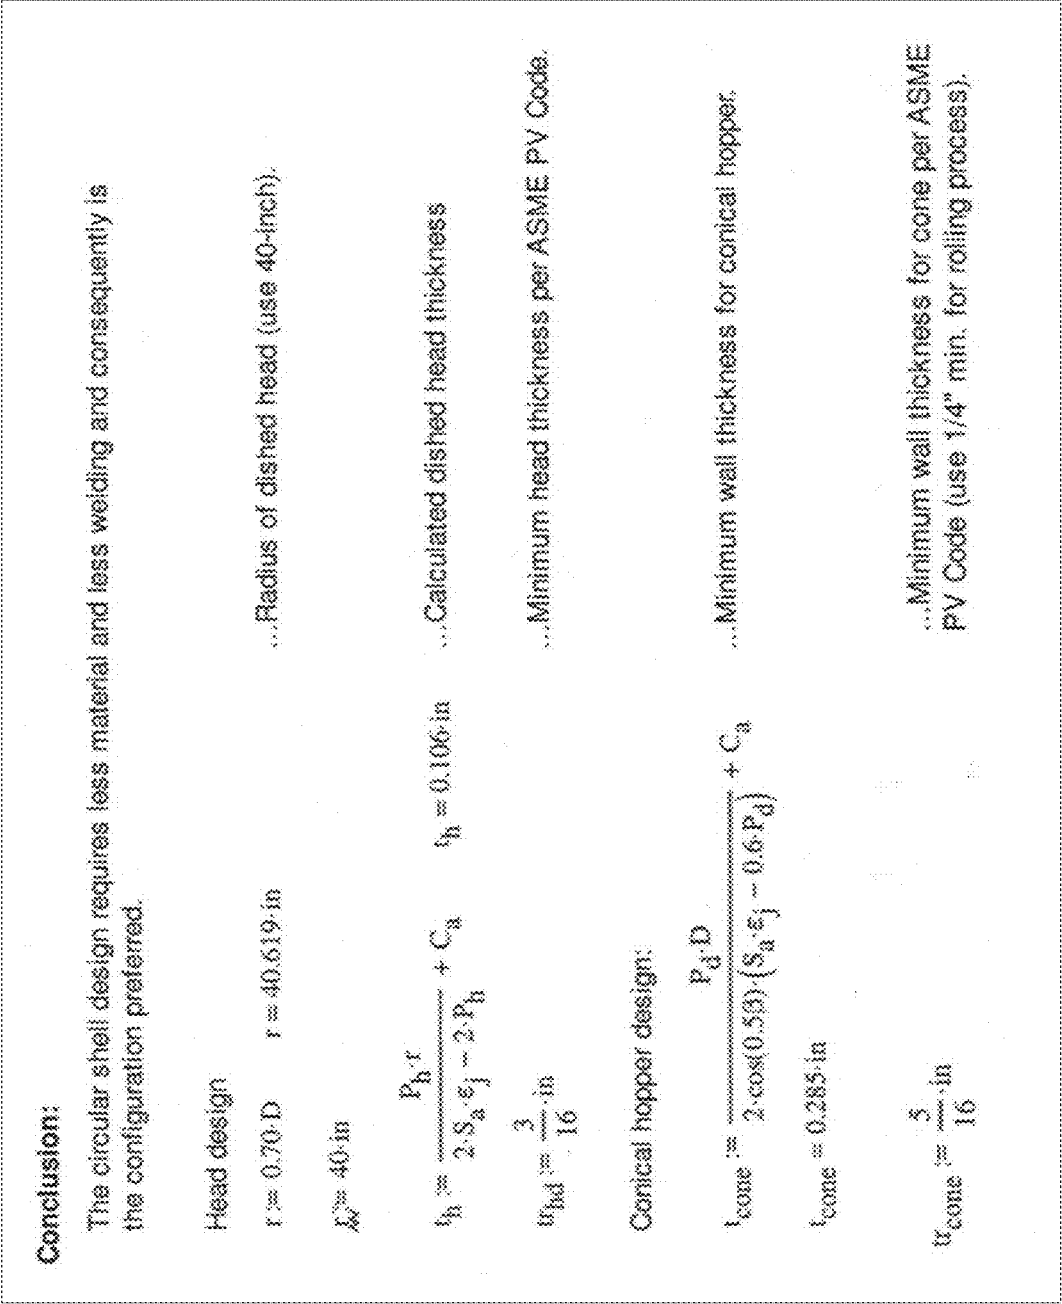 Conclusion:
The circular shell design requires less material and less welding and consequently is
the configuration preferred.
Head design
r := 0.70·D r = 40.619·in ...Radius of dished head (use 40-inch).
r := 40·in
t_h := (P_h·r)/(2·S_a·ε_j − 2·P_h) + C_a t_h = 0.106·in ...Calculated dished head thickness
tr_hd := 3/16·in ...Minimum head thickness per ASME PV Code.
Conical hopper design:
t_cone := (P_d·D)/(2·cos(0.5β)·(S_a·ε_j − 0.6·P_d)) + C_a ...Minimum wall thickness for conical hopper.
t_cone = 0.285·in
tr_cone := 5/16·in ...Minimum wall thickness for cone per ASME
PV Code (use 1/4" min. for rolling process).